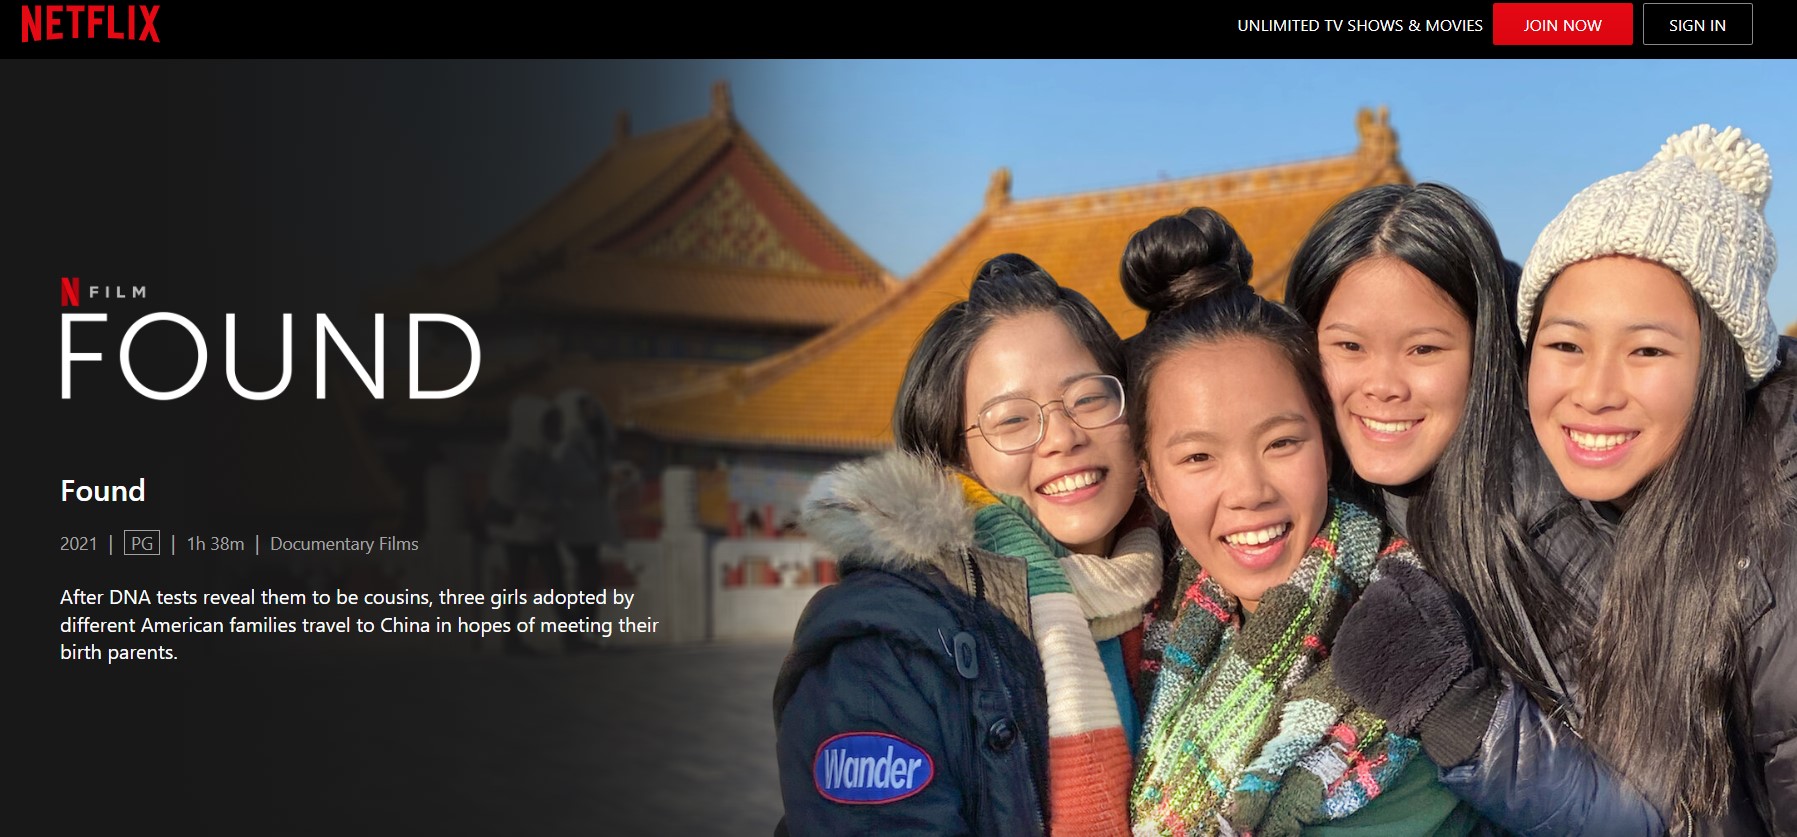 NETFLIX
UNLIMITED TV SHOWS & MOVIES
JOIN NOW
SIGN IN
N FILM
FOUND
Found
2021 | PG | 1h 38m | Documentary Films
After DNA tests reveal them to be cousins, three girls adopted by
different American families travel to China in hopes of meeting their
birth parents.
Wander